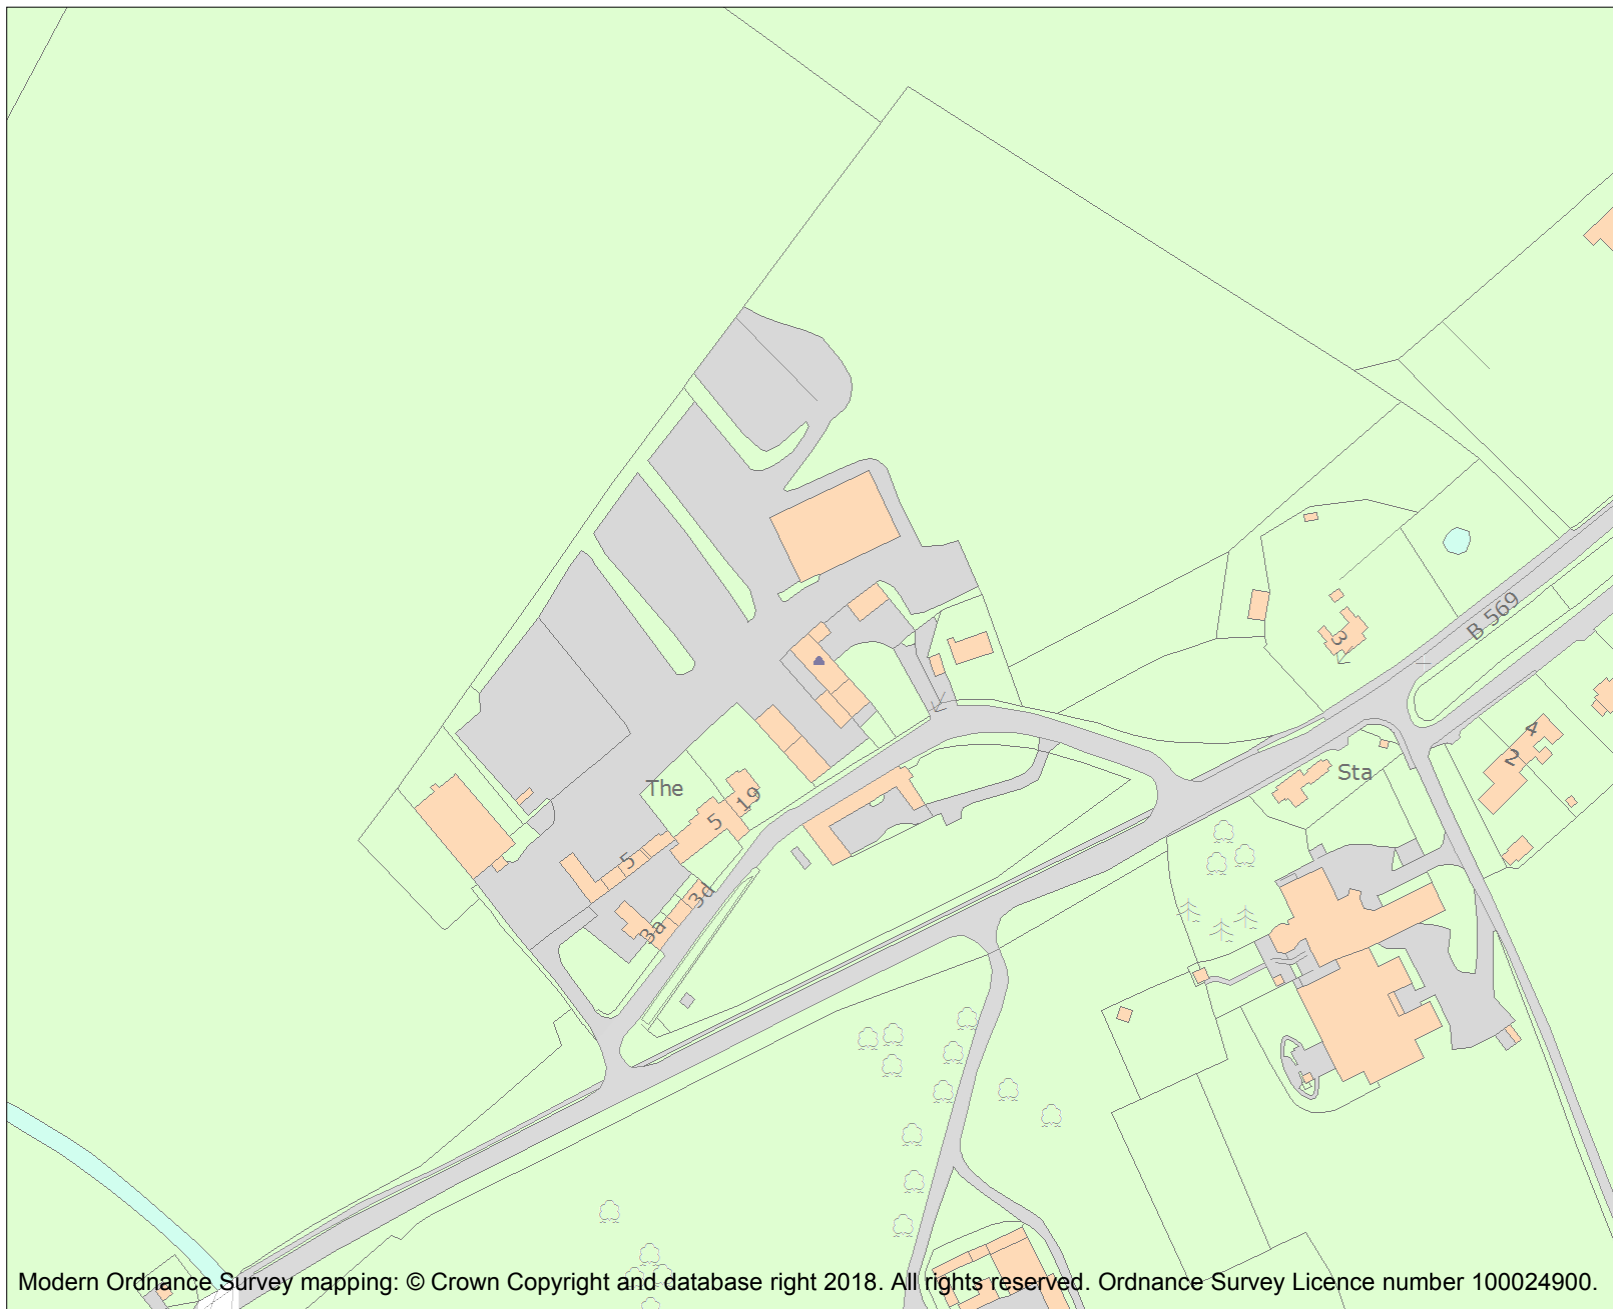 B 569
3
4
2
Sta
The
19
5
5
3d
3a
Modern Ordnance Survey mapping: © Crown Copyright and database right 2018. All rights reserved. Ordnance Survey Licence number 100024900.